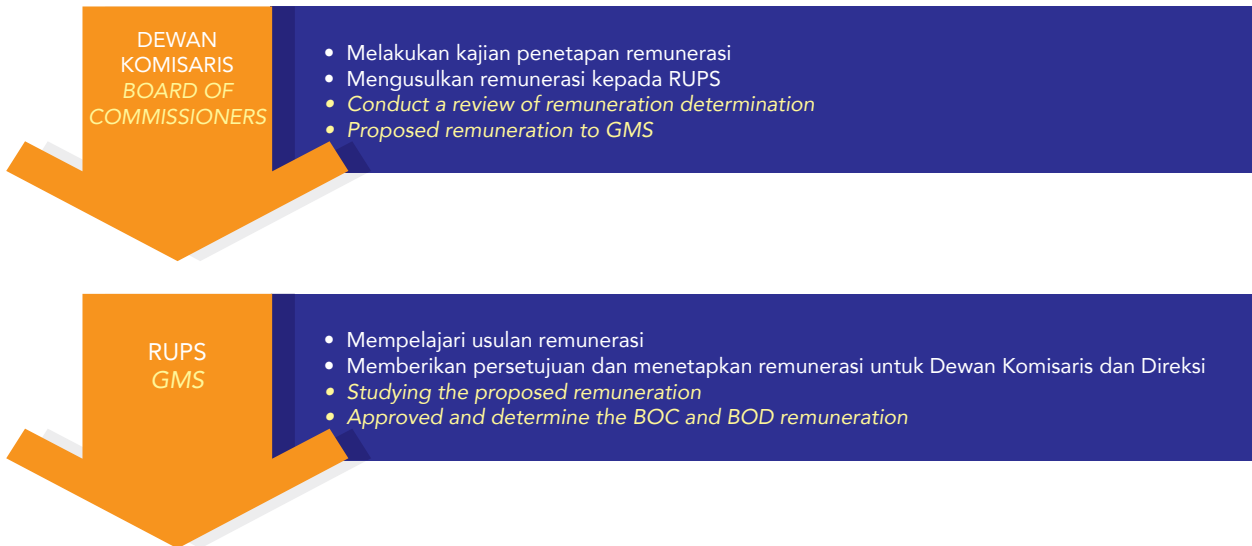 DEWAN
KOMISARIS
BOARD OF
COMMISSIONERS
• Melakukan kajian penetapan remunerasi
• Mengusulkan remunerasi kepada RUPS
• Conduct a review of remuneration determination
• Proposed remuneration to GMS
RUPS
GMS
• Mempelajari usulan remunerasi
• Memberikan persetujuan dan menetapkan remunerasi untuk Dewan Komisaris dan Direksi
• Studying the proposed remuneration
• Approved and determine the BOC and BOD remuneration